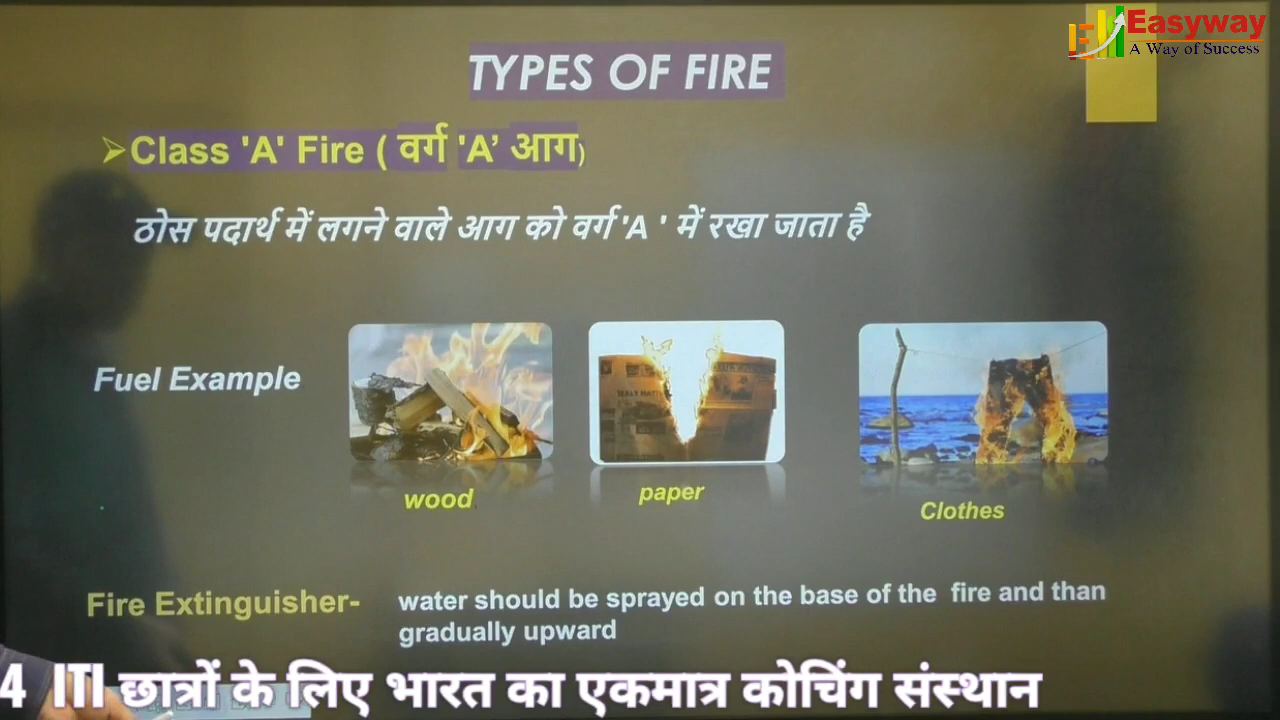 Easyway
A Way of Success
TYPES OF FIRE
➢Class 'A' Fire ( वर्ग 'A’ आग)
ठोस पदार्थ में लगने वाले आग को वर्ग 'A ' में रखा जाता है
Fuel Example
wood
paper
Clothes
Fire Extinguisher- water should be sprayed on the base of the fire and than
gradually upward
4 ITI छात्रों के लिए भारत का एकमात्र कोचिंग संस्थान